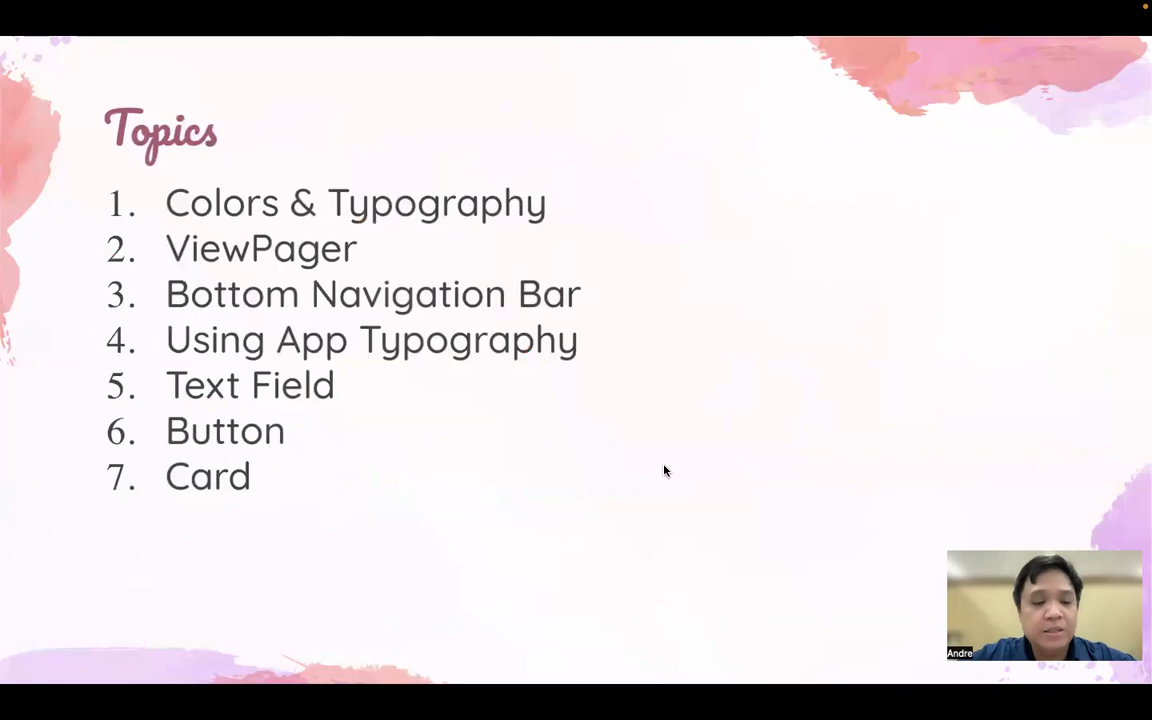 Topics
1. Colors & Typography
2. ViewPager
3. Bottom Navigation Bar
4. Using App Typography
5. Text Field
6. Button
7. Card
Andre